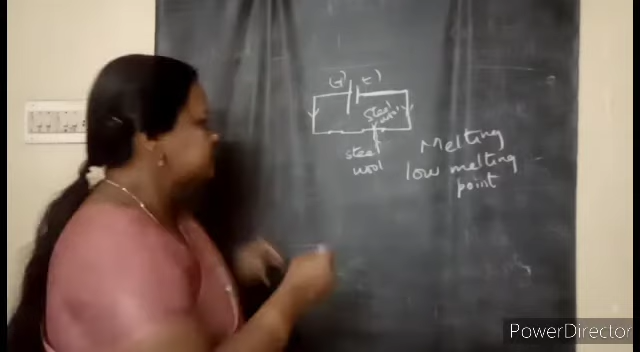 (+) (-)
steel
wool
steel
wool
Melting
low melting
point
PowerDirector